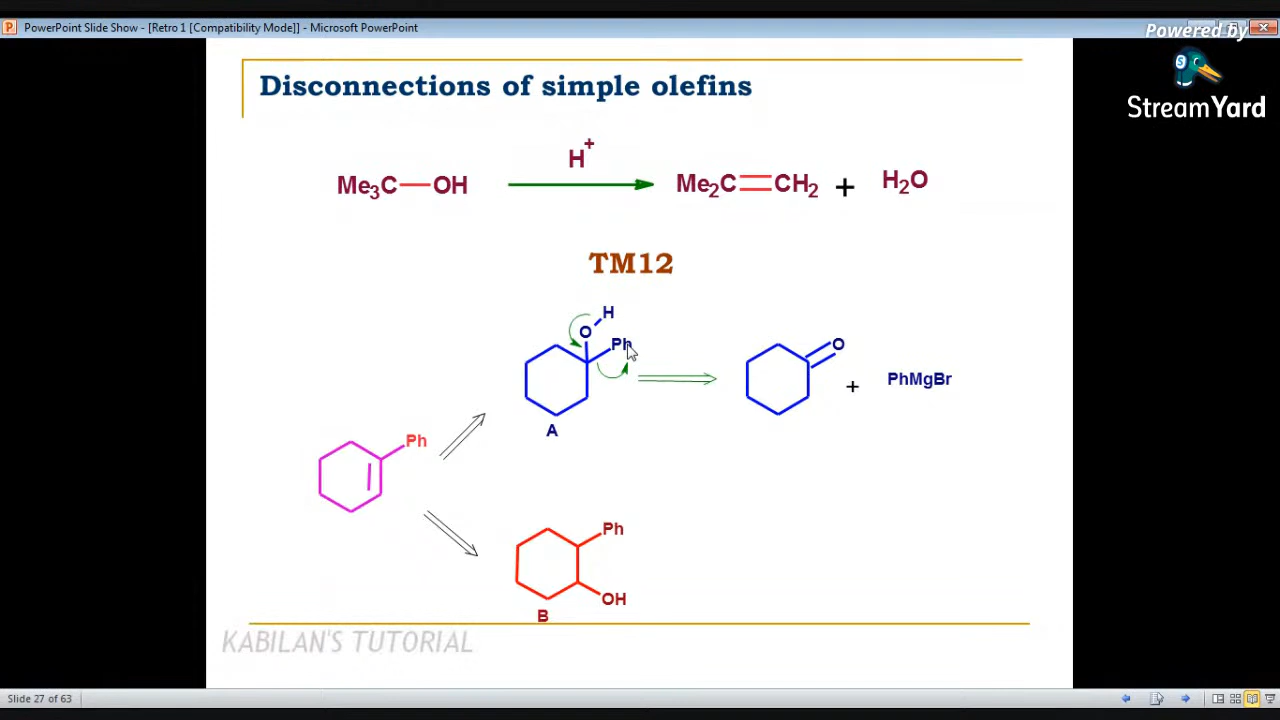 PowerPoint Slide Show - [Retro 1 [Compatibility Mode]] - Microsoft PowerPoint
Powered by
StreamYard
Disconnections of simple olefins
H+
Me3C—OH Me2C=CH2 + H2O
TM12
H
O
Ph
O
+ PhMgBr
A
Ph
Ph
OH
B
KABILAN'S TUTORIAL
Slide 27 of 63